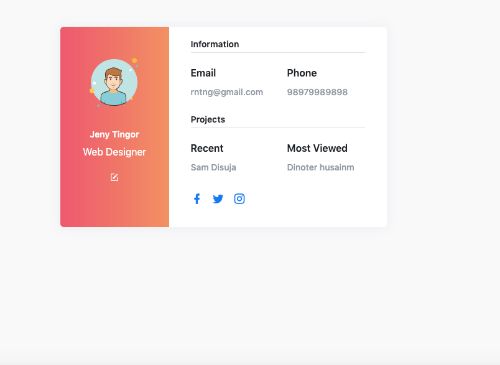 Jeny Tingor
Web Designer
Information
Email
rntng@gmail.com
Phone
98979989898
Projects
Recent
Sam Disuja
Most Viewed
Dinoter husainm